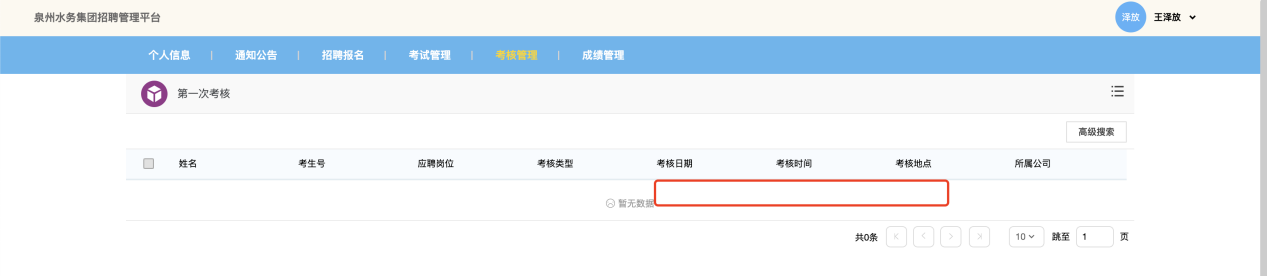 泉州水务集团招聘管理平台 泽放 王泽放
个人信息 | 通知公告 | 招聘报名 | 考试管理 | 考核管理 | 成绩管理
第一次考核
高级搜索
姓名 考生号 应聘岗位 考核类型 考核日期 考核时间 考核地点 所属公司
暂无数据
共0条 10 跳至 1 页